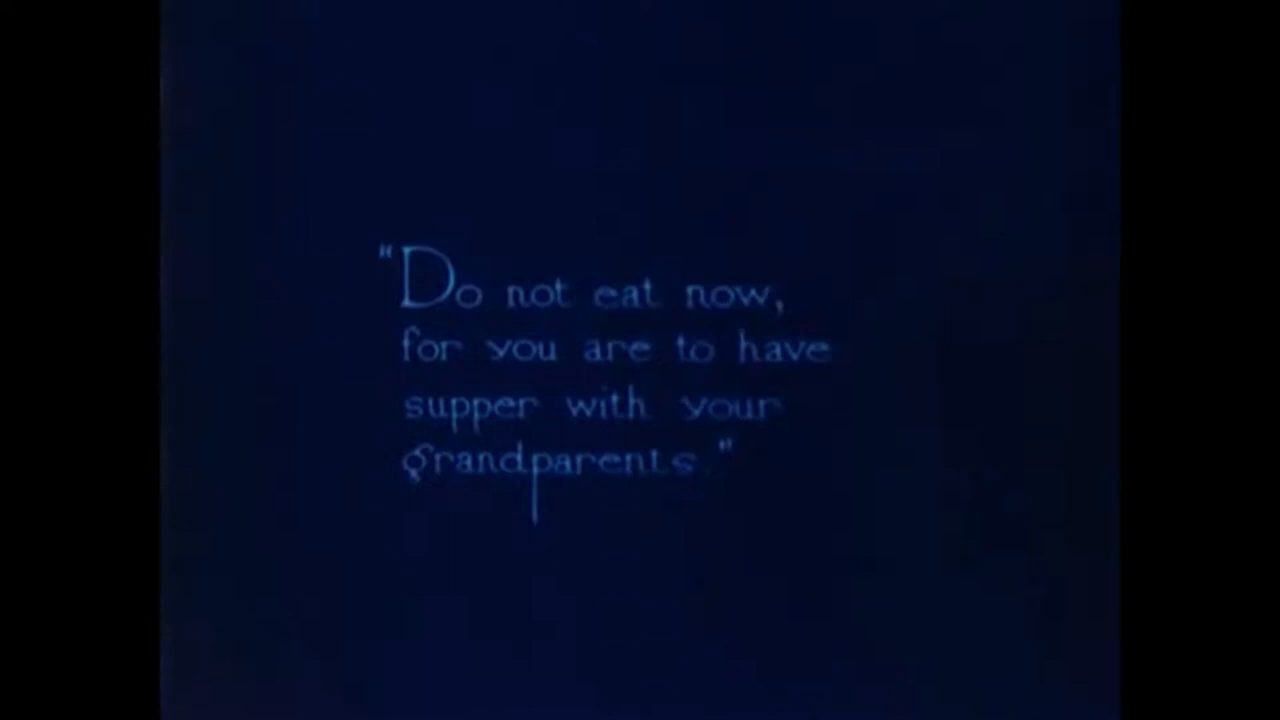 "Do not eat now,
for you are to have
supper with your
grandparents."